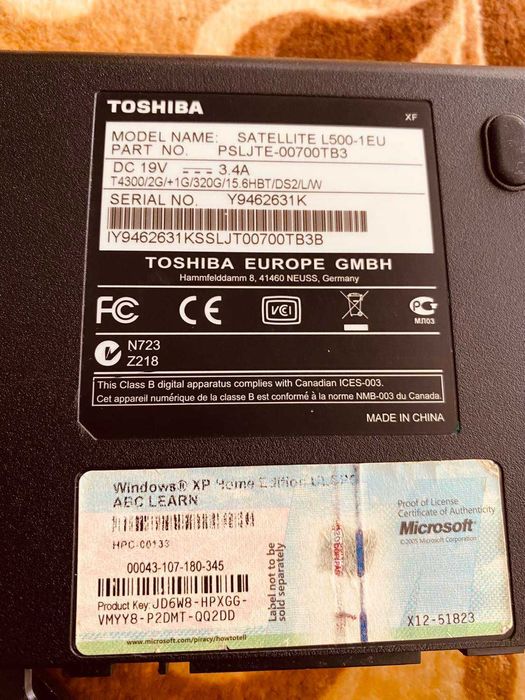 TOSHIBA
XF
MODEL NAME: SATELLITE L500-1EU
PART NO. PSLJTE-00700TB3
DC 19V 3.4A
T4300/2G/+1G/320G/15.6HBT/DS2/L/W
SERIAL NO. Y9462631K
IY9462631KSSLJT00700TB3B
TOSHIBA EUROPE GMBH
Hammfelddamm 8, 41460 NEUSS, Germany
FC CE VCI
МЛ03
N723
Z218
This Class B digital apparatus complies with Canadian ICES-003.
Cet appareil numérique de la classe B est conforme à la norme NMB-003 du Canada.
MADE IN CHINA
Windows® XP Home Edition ULCPC
ABC LEARN
HPC-00133
00043-107-180-345
Product Key: JD6W8-HPXGG-
VMYY8-P2DMT-QQ2DD
www.microsoft.com/piracy/howtotell
Label not to be
sold separately
Proof of License
Certificate of Authenticity
Microsoft
©2005 Microsoft Corporation
X12-51823